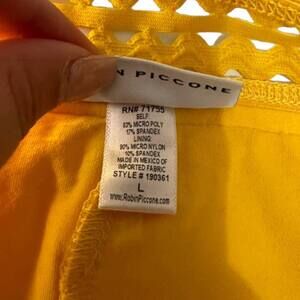 N PICCONE
RN# 71755
SELF:
83% MICRO POLY
17% SPANDEX
LINING:
90% MICRO NYLON
10% SPANDEX
MADE IN MEXICO OF
IMPORTED FABRIC
STYLE # 190361
L
www.RobinPiccone.com